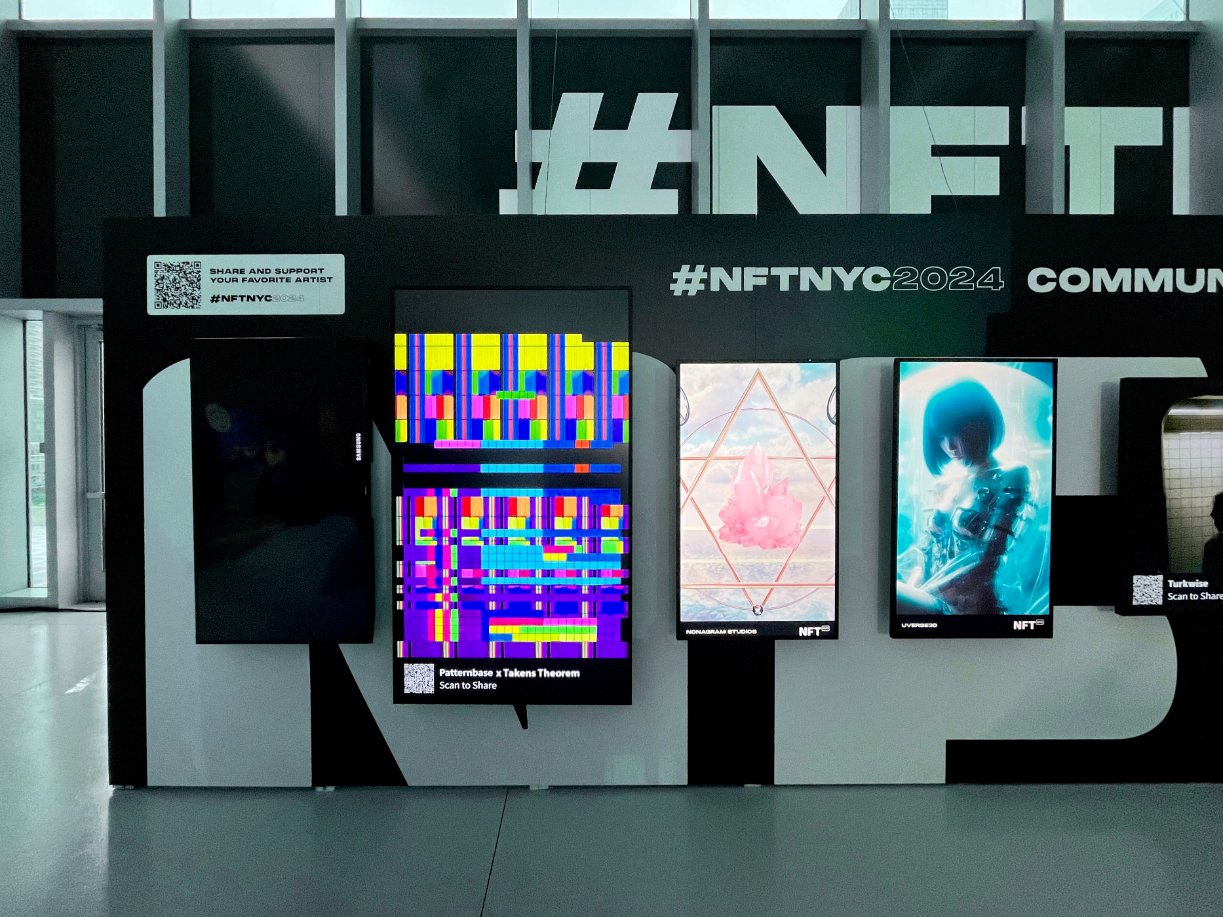 #NFT
SHARE AND SUPPORT
YOUR FAVORITE ARTIST
#NFTNYC2024
#NFTNYC2024 COMMUN
SAMSUNG
Patternbase x Takens Theorem
Scan to Share
NONAGRAM STUDIOS
NFT
UVERSE3D
NFT
Turkwise
Scan to Share